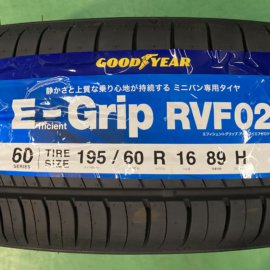 GOODYEAR
静かさと上質な乗り心地が持続する ミニバン専用タイヤ
E-Grip RVF02
fficient
60 SERIES
TIRE SIZE 195/60 R 16 89 H